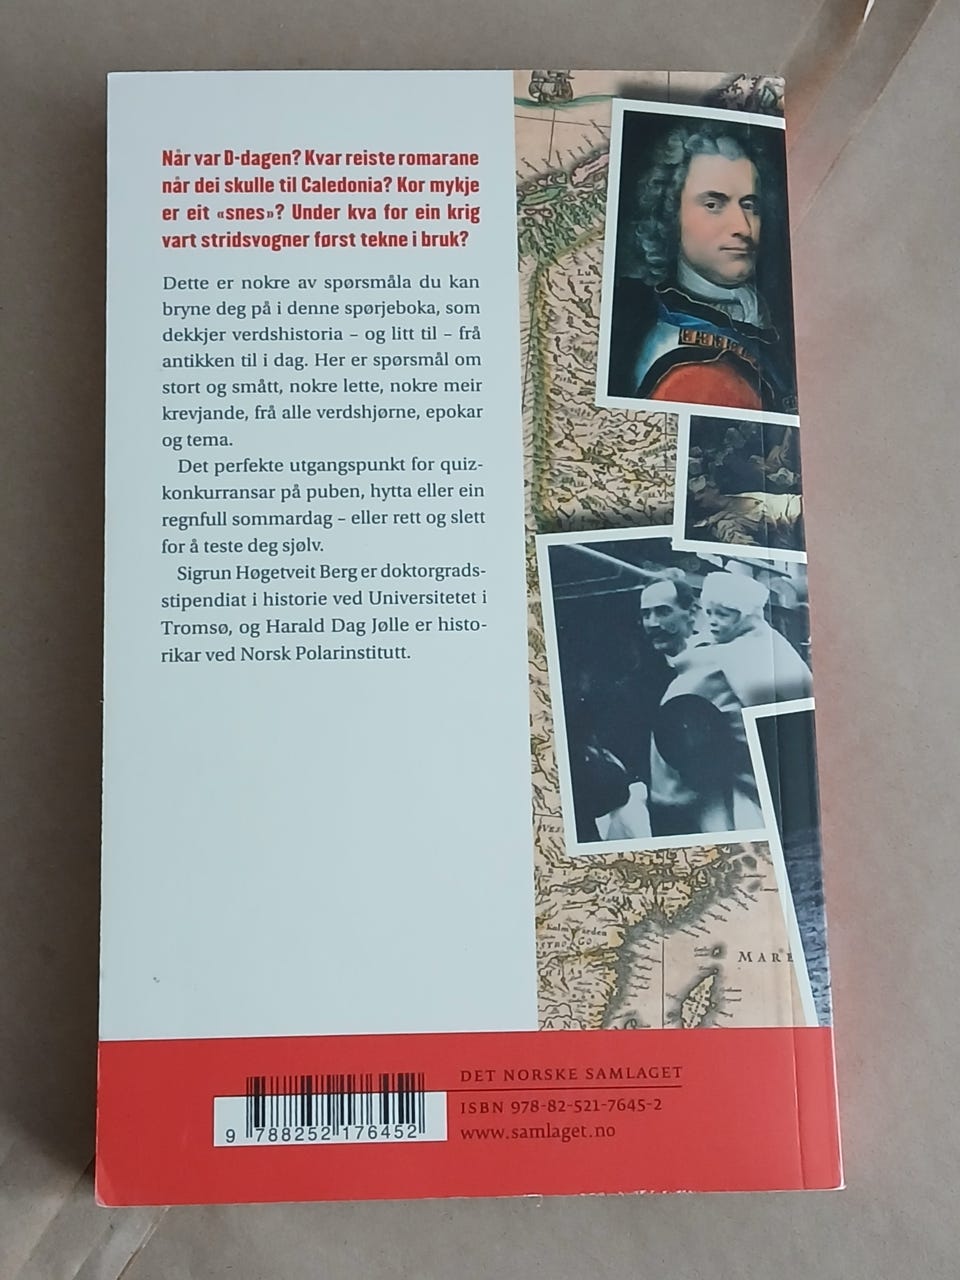 Når var D-dagen? Kvar reiste romarane
når dei skulle til Caledonia? Kor mykje
er eit «snes»? Under kva for ein krig
vart stridsvogner først tekne i bruk?
Dette er nokre av spørsmåla du kan
bryne deg på i denne spørjeboka, som
dekkjer verdshistoria – og litt til – frå
antikken til i dag. Her er spørsmål om
stort og smått, nokre lette, nokre meir
krevjande, frå alle verdshjørne, epokar
og tema.
Det perfekte utgangspunkt for quiz-
konkurransar på puben, hytta eller ein
regnfull sommardag – eller rett og slett
for å teste deg sjølv.
Sigrun Høgetveit Berg er doktorgrads-
stipendiat i historie ved Universitetet i
Tromsø, og Harald Dag Jølle er histo-
rikar ved Norsk Polarinstitutt.
MARE
DET NORSKE SAMLAGET
ISBN 978-82-521-7645-2
www.samlaget.no
9 788252 176452